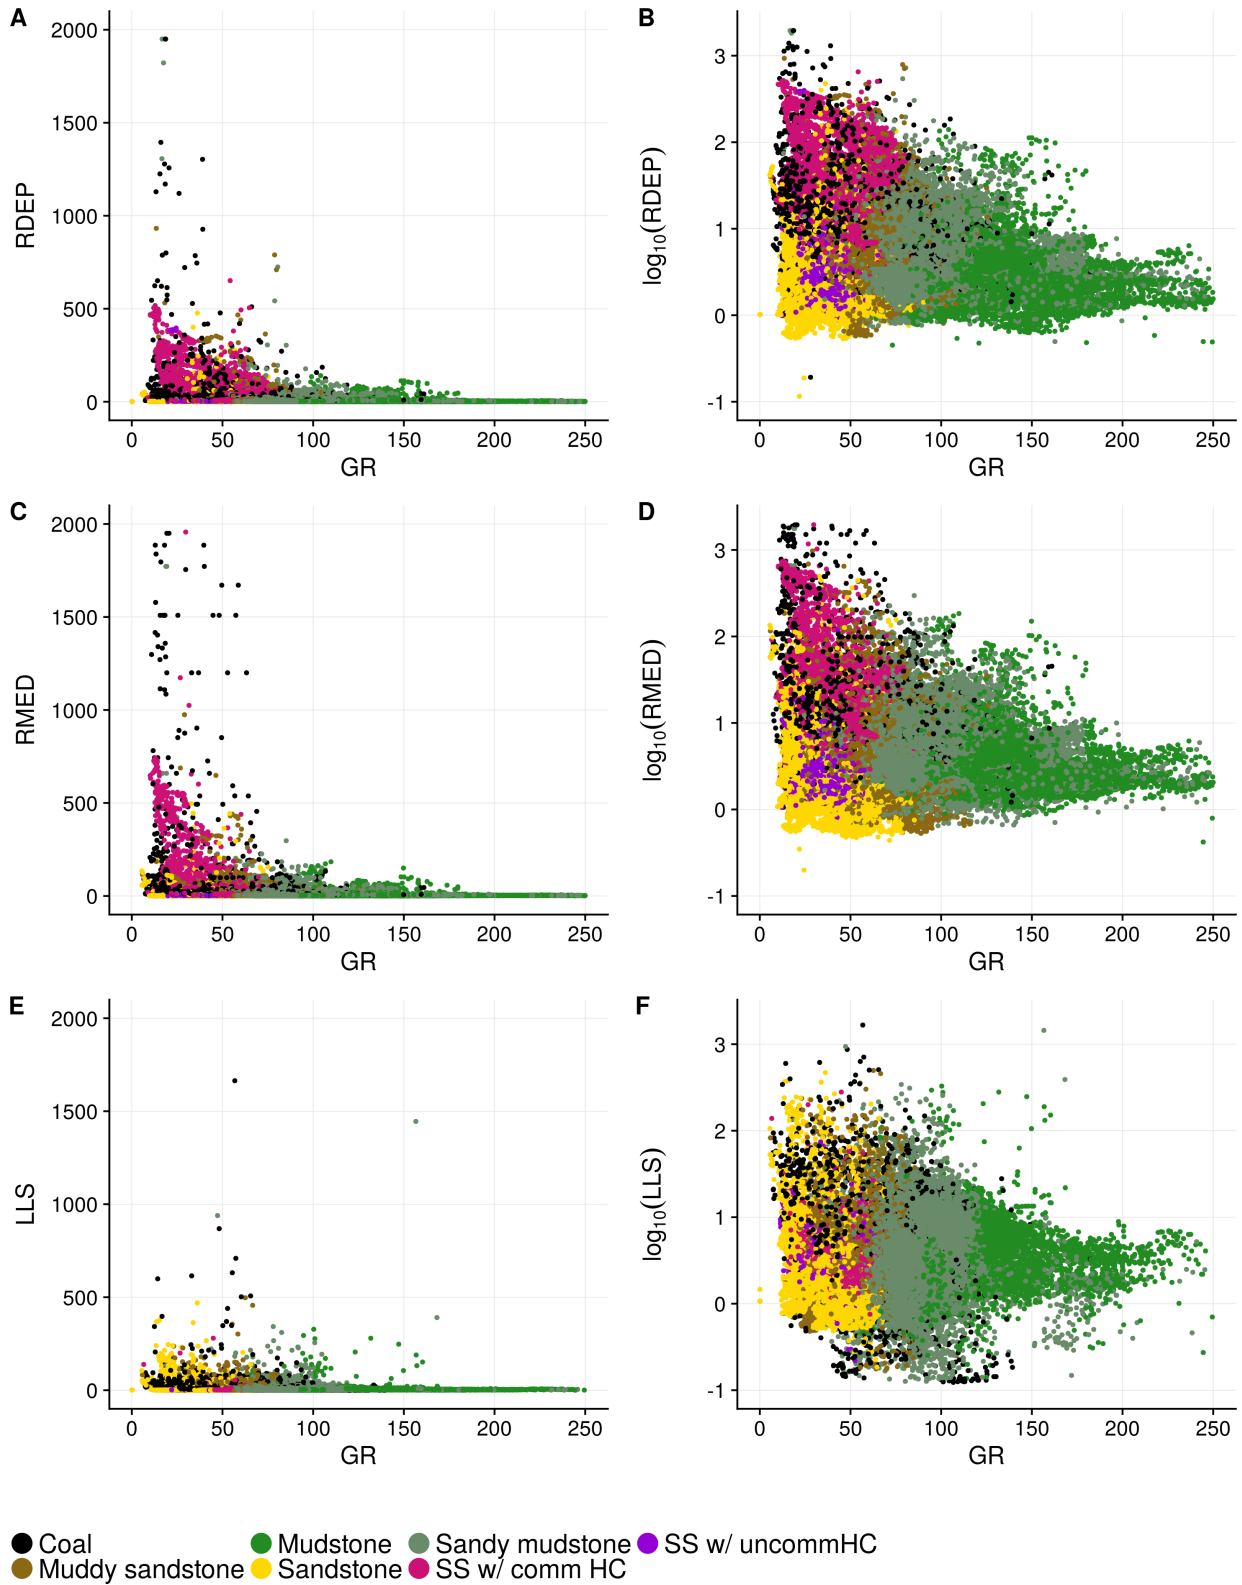 A
B
2000
1500
1000
500
0
RDEP
0 50 100 150 200 250
GR
3
2
1
0
-1
log10(RDEP)
0 50 100 150 200 250
GR
C
D
2000
1500
1000
500
0
RMED
0 50 100 150 200 250
GR
3
2
1
0
-1
log10(RMED)
0 50 100 150 200 250
GR
E
F
2000
1500
1000
500
0
LLS
0 50 100 150 200 250
GR
3
2
1
0
-1
log10(LLS)
0 50 100 150 200 250
GR
Coal Mudstone Sandy mudstone SS w/ uncommHC
Muddy sandstone Sandstone SS w/ comm HC